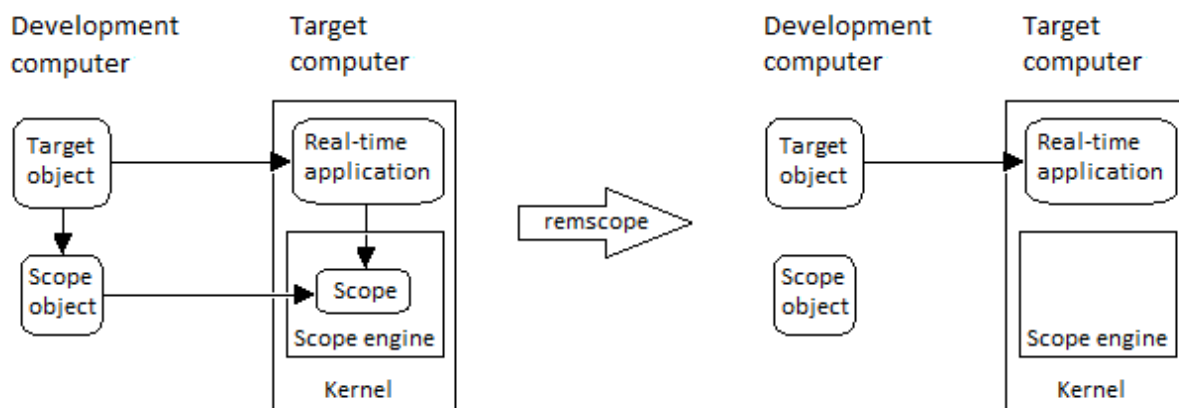 Development
computer
Target
computer
Target
object
Real-time
application
Scope
object
Scope
Scope engine
Kernel
remscope
Development
computer
Target
computer
Target
object
Real-time
application
Scope
object
Scope engine
Kernel